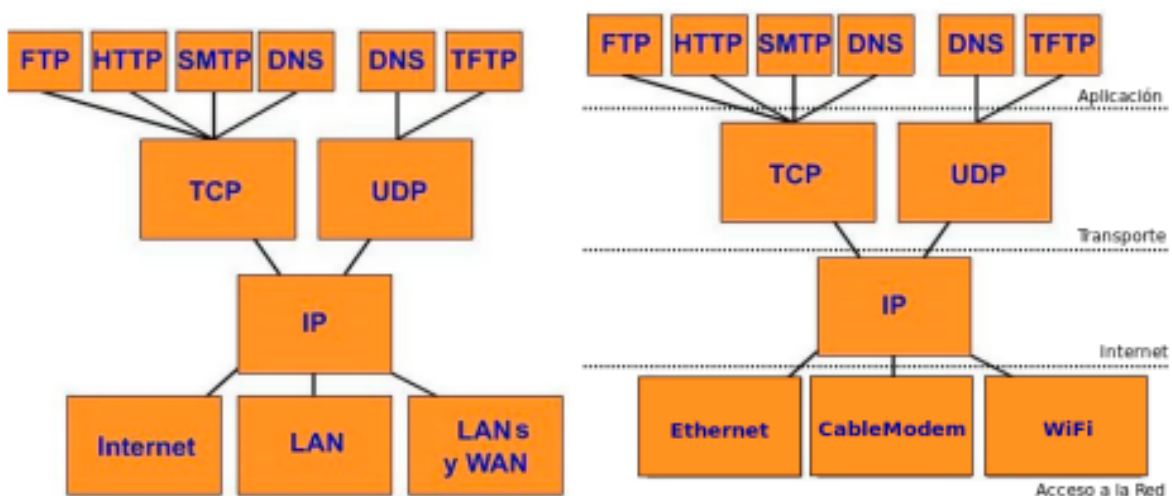 FTP HTTP SMTP DNS DNS TFTP
TCP UDP
IP
Internet LAN LANs
y WAN
FTP HTTP SMTP DNS DNS TFTP
Aplicación
TCP UDP
Transporte
IP
Internet
Ethernet CableModem WiFi
Acceso a la Red